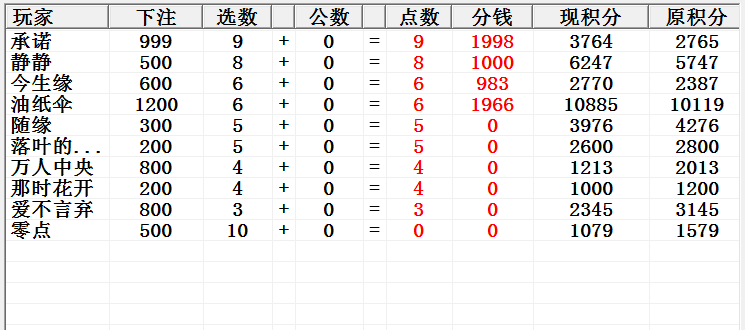 玩家 下注 选数 公数 点数 分钱 现积分 原积分
承诺 999 9 + 0 = 9 1998 3764 2765
静静 500 8 + 0 = 8 1000 6247 5747
今生缘 600 6 + 0 = 6 983 2770 2387
油纸伞 1200 6 + 0 = 6 1966 10885 10119
随缘 300 5 + 0 = 5 0 3976 4276
落叶的... 200 5 + 0 = 5 0 2600 2800
万人中央 800 4 + 0 = 4 0 1213 2013
那时花开 200 4 + 0 = 4 0 1000 1200
爱不言弃 800 3 + 0 = 3 0 2345 3145
零点 500 10 + 0 = 0 0 1079 1579